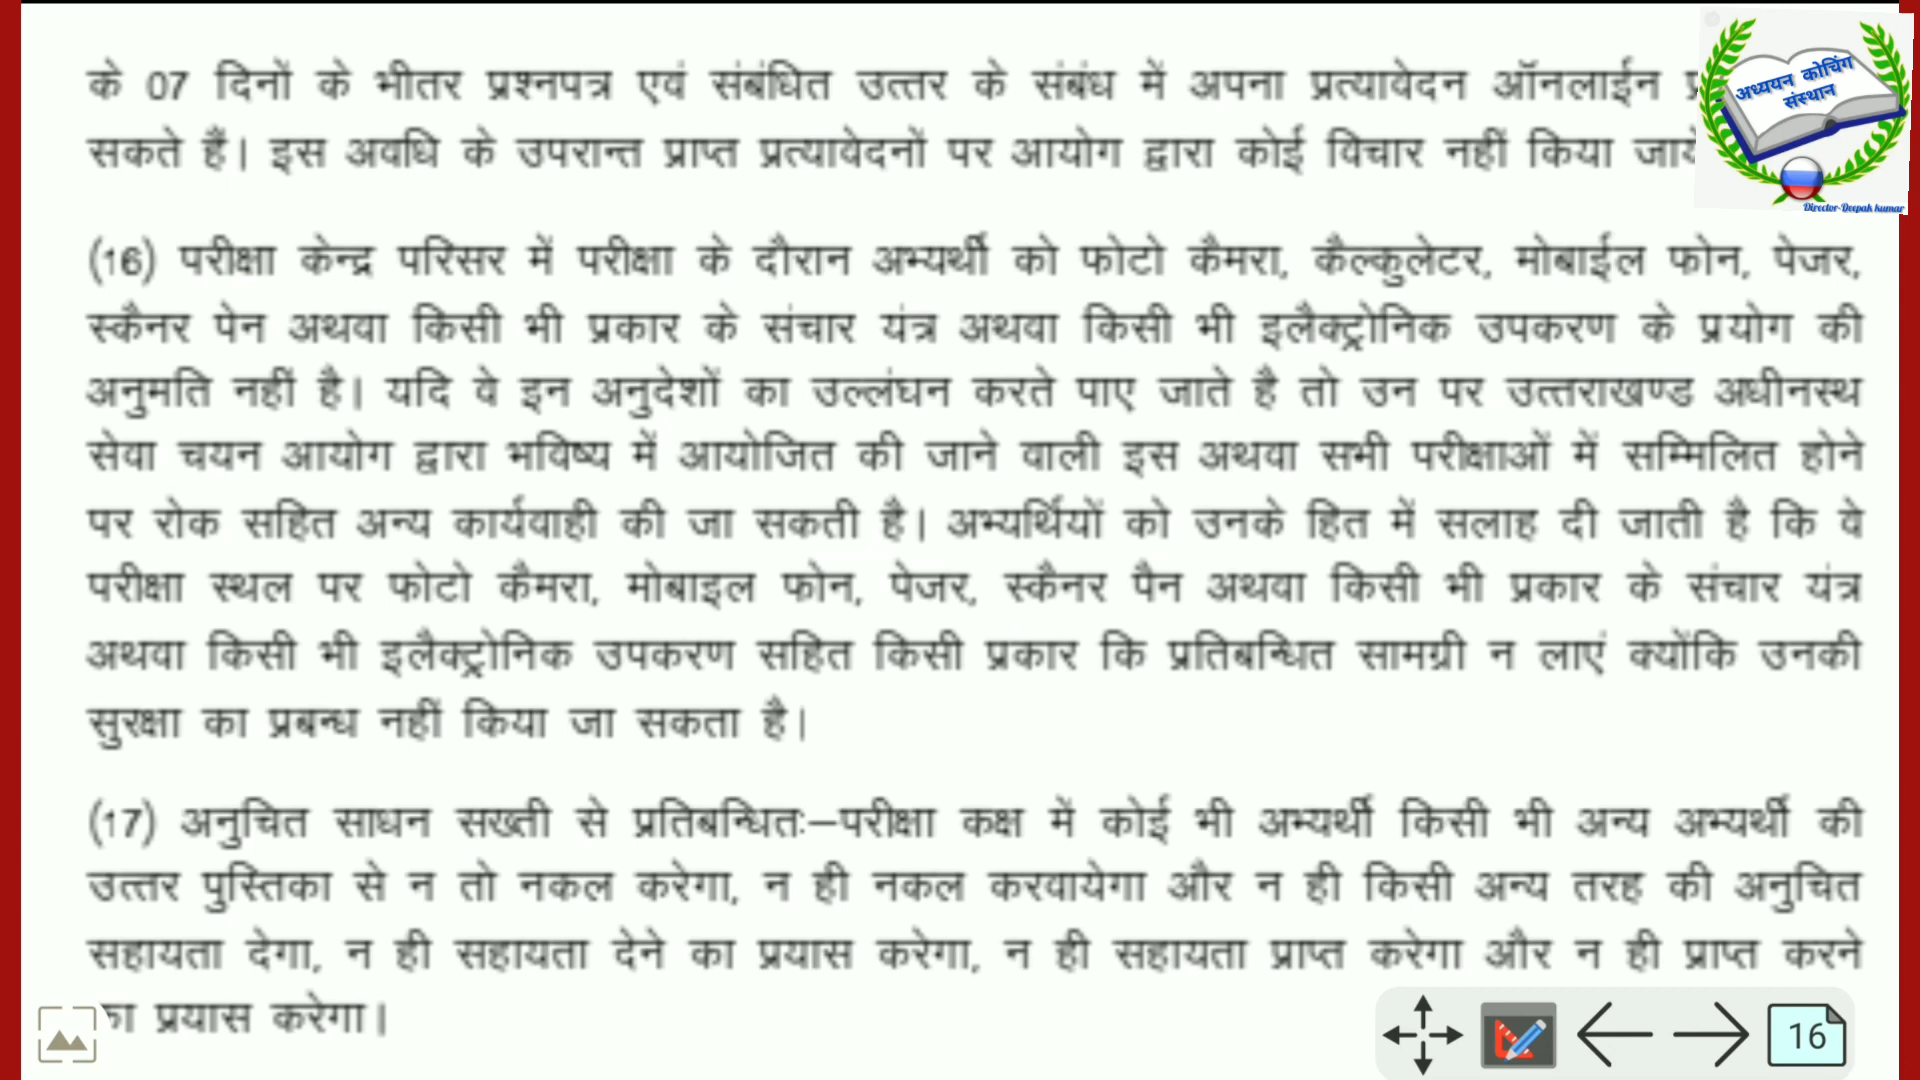 के 07 दिनों के भीतर प्रश्नपत्र एवं संबंधित उत्तर के संबंध में अपना प्रत्यावेदन ऑनलाईन
सकते हैं। इस अवधि के उपरान्त प्राप्त प्रत्यावेदनों पर आयोग द्वारा कोई विचार नहीं किया
अध्ययन कोचिंग
संस्थान
Director-Deepak kumar
(16) परीक्षा केन्द्र परिसर में परीक्षा के दौरान अभ्यर्थी को फोटो कैमरा, कैल्कुलेटर, मोबाईल फोन, पेजर,
स्कैनर पेन अथवा किसी भी प्रकार के संचार यंत्र अथवा किसी भी इलैक्ट्रोनिक उपकरण के प्रयोग की
अनुमति नहीं है। यदि वे इन अनुदेशों का उल्लंघन करते पाए जाते है तो उन पर उत्तराखण्ड अधीनस्थ
सेवा चयन आयोग द्वारा भविष्य में आयोजित की जाने वाली इस अथवा सभी परीक्षाओं में सम्मिलित होने
पर रोक सहित अन्य कार्यवाही की जा सकती है। अभ्यर्थियों को उनके हित में सलाह दी जाती है कि वे
परीक्षा स्थल पर फोटो कैमरा, मोबाइल फोन, पेजर, स्कैनर पैन अथवा किसी भी प्रकार के संचार यंत्र
अथवा किसी भी इलैक्ट्रोनिक उपकरण सहित किसी प्रकार कि प्रतिबन्धित सामग्री न लाएं क्योंकि उनकी
सुरक्षा का प्रबन्ध नहीं किया जा सकता है।
(17) अनुचित साधन सख्ती से प्रतिबन्धितः–परीक्षा कक्ष में कोई भी अभ्यर्थी किसी भी अन्य अभ्यर्थी की
उत्तर पुस्तिका से न तो नकल करेगा, न ही नकल करवायेगा और न ही किसी अन्य तरह की अनुचित
सहायता देगा, न ही सहायता देने का प्रयास करेगा, न ही सहायता प्राप्त करेगा और न ही प्राप्त करने
का प्रयास करेगा।
16